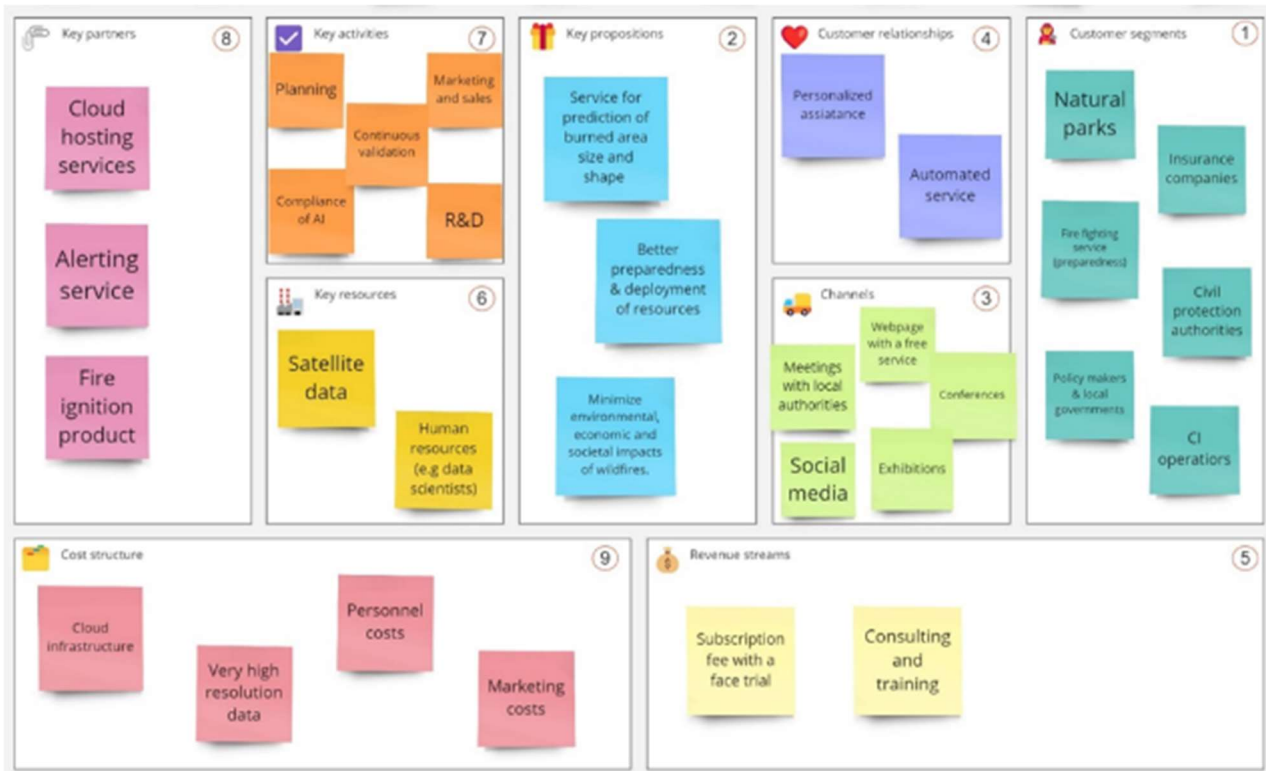 Key partners
8
Cloud
hosting
services
Alerting
service
Fire
ignition
product
Key activities
7
Planning
Marketing
and sales
Continuous
validation
Compliance
of AI
R&D
Key resources
6
Satellite
data
Human
resources
(e.g data
scientists)
Key propositions
2
Service for
prediction of
burned area
size and
shape
Better
preparedness
& deployment
of resources
Minimize
environmental,
economic and
societal impacts
of wildfires.
Customer relationships
4
Personalized
assiatance
Automated
service
Channels
3
Webpage
with a free
service
Meetings
with local
authorities
Conferences
Social
media
Exhibitions
Customer segments
1
Natural
parks
Insurance
companies
Fire fighting
service
(preparedness)
Civil
protection
authorities
Policy makers
& local
governments
CI
operatiors
Cost structure
9
Cloud
infrastructure
Very high
resolution
data
Personnel
costs
Marketing
costs
Revenue streams
5
Subscription
fee with a
face trial
Consulting
and
training